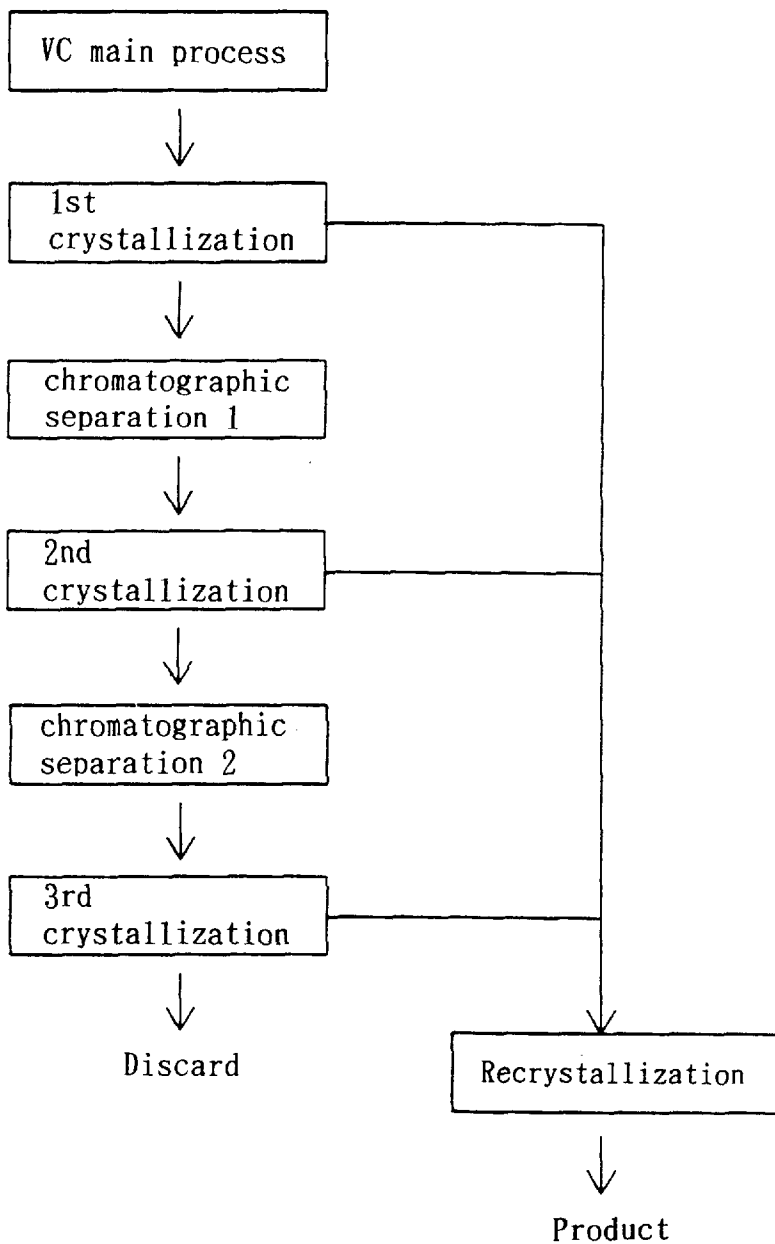 VC main process
1st
crystallization
chromatographic
separation 1
2nd
crystallization
chromatographic
separation 2
3rd
crystallization
Discard
Recrystallization
Product